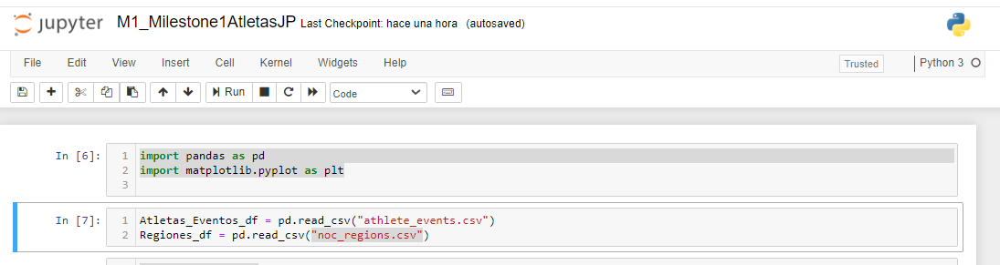 jupyter M1_Milestone1AtletasJP Last Checkpoint: hace una hora (autosaved)
File Edit View Insert Cell Kernel Widgets Help Trusted Python 3
Run Code
In [6]: 1 import pandas as pd
2 import matplotlib.pyplot as plt
3
In [7]: 1 Atletas_Eventos_df = pd.read_csv("athlete_events.csv")
2 Regiones_df = pd.read_csv("noc_regions.csv")